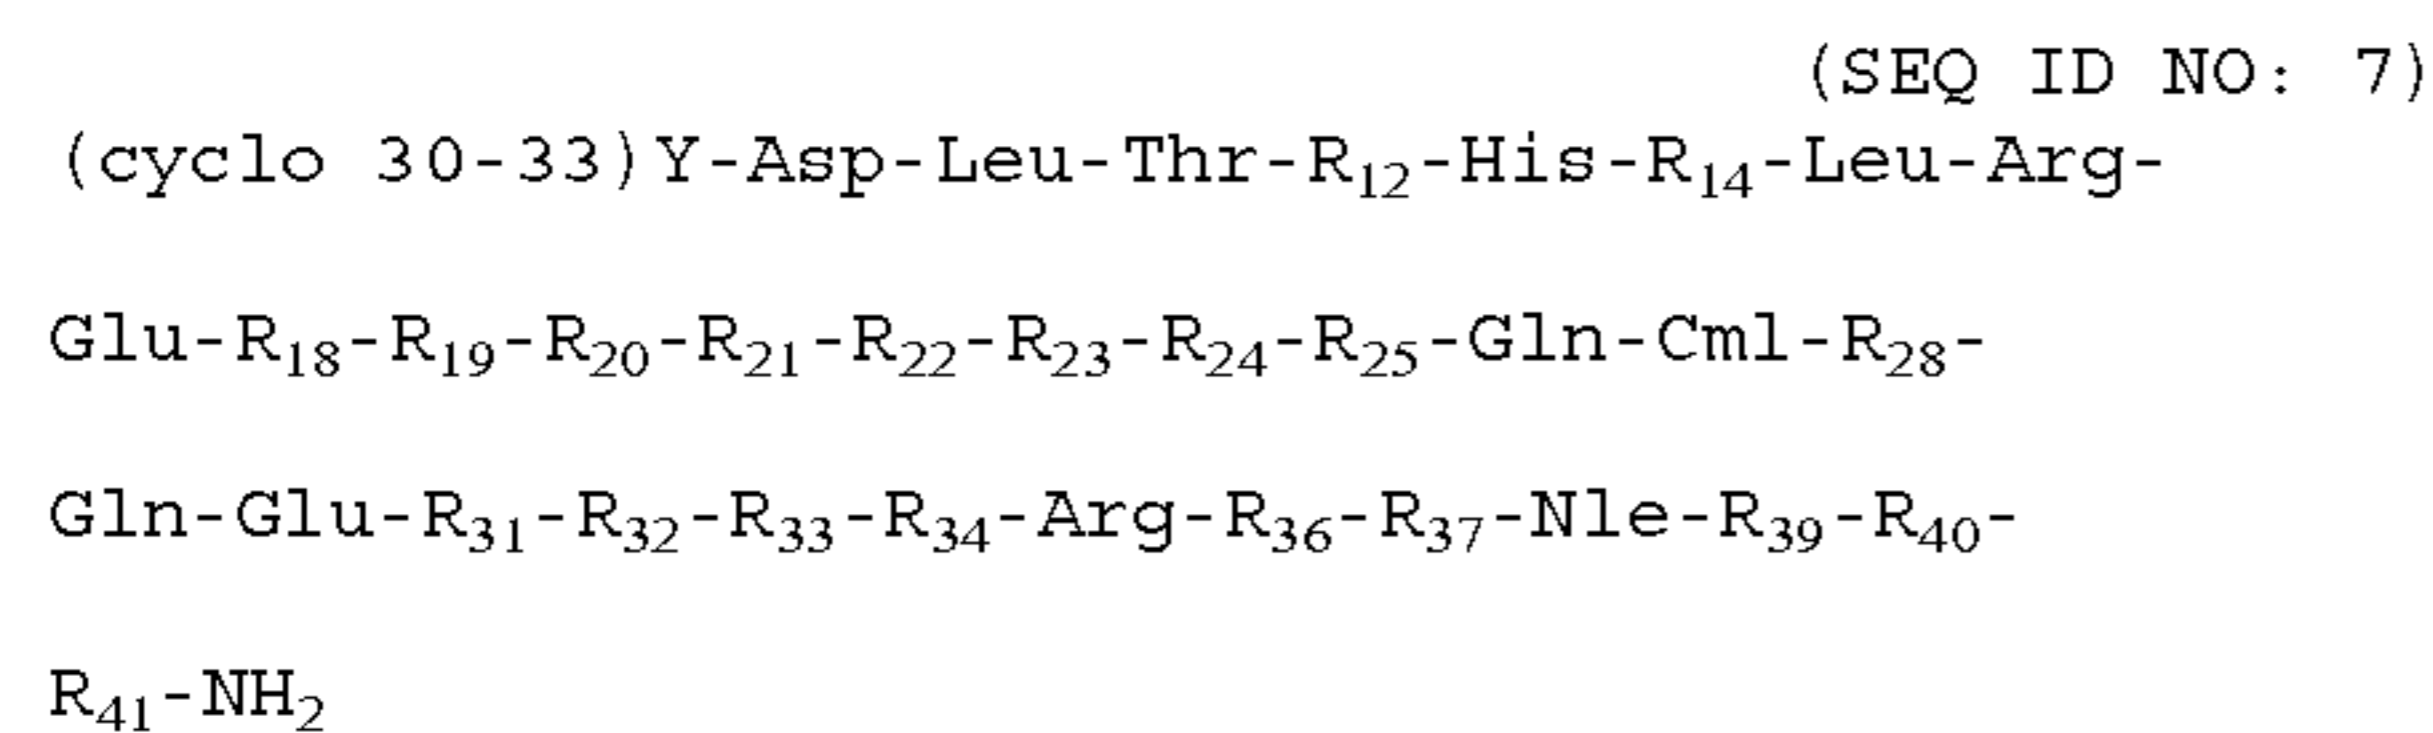 (SEQ ID NO: 7)
(cyclo 30-33)Y-Asp-Leu-Thr-R₁₂-His-R₁₄-Leu-Arg-
Glu-R₁₈-R₁₉-R₂₀-R₂₁-R₂₂-R₂₃-R₂₄-R₂₅-Gln-Cml-R₂₈-
Gln-Glu-R₃₁-R₃₂-R₃₃-R₃₄-Arg-R₃₆-R₃₇-Nle-R₃₉-R₄₀-
R₄₁-NH₂